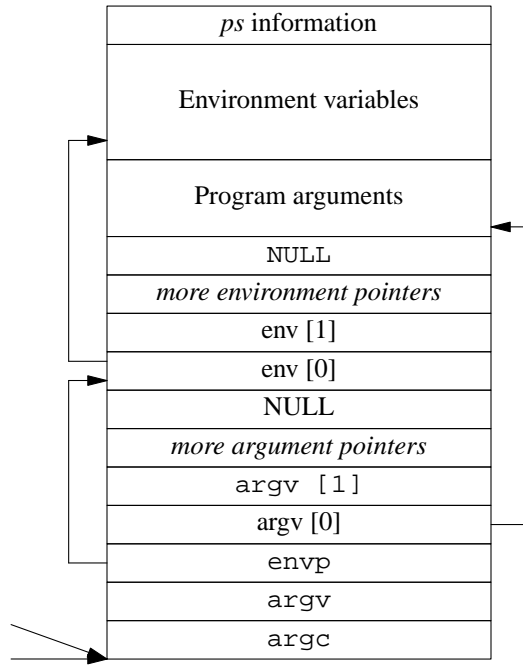 ps information
Environment variables
Program arguments
NULL
more environment pointers
env [1]
env [0]
NULL
more argument pointers
argv [1]
argv [0]
envp
argv
argc